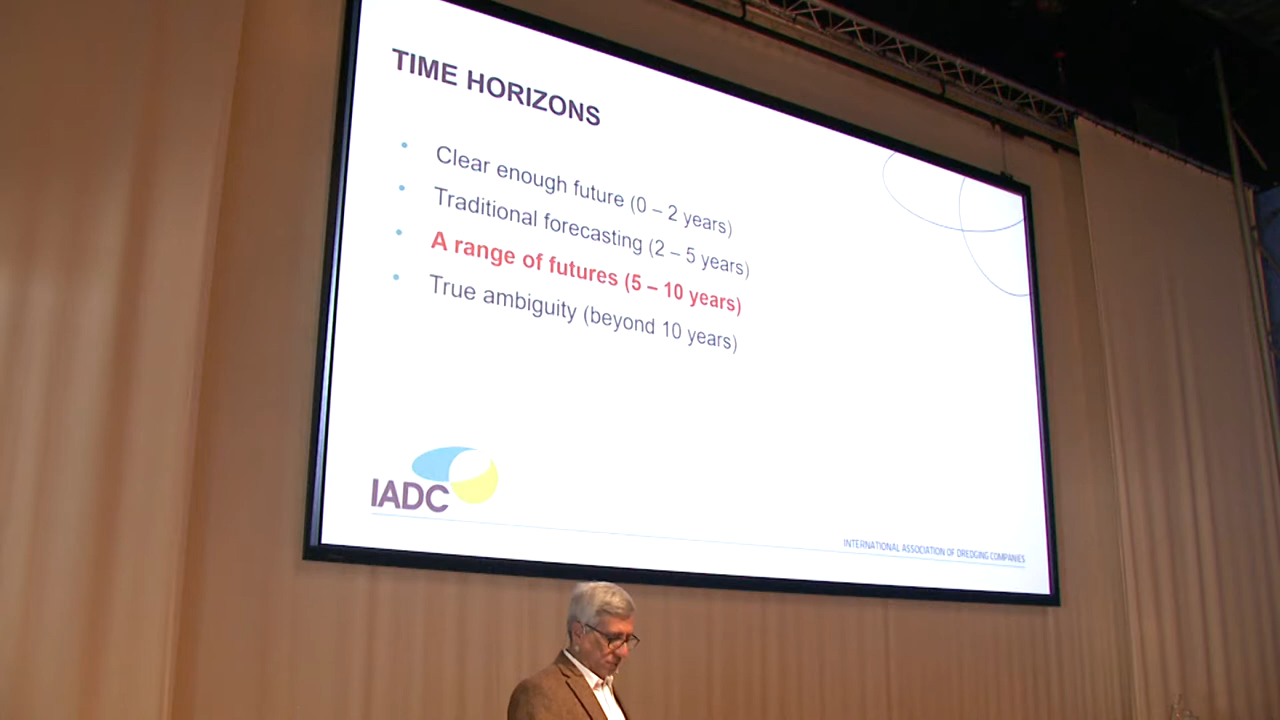 TIME HORIZONS
• Clear enough future (0 – 2 years)
• Traditional forecasting (2 – 5 years)
• A range of futures (5 – 10 years)
• True ambiguity (beyond 10 years)
IADC
INTERNATIONAL ASSOCIATION OF DREDGING COMPANIES